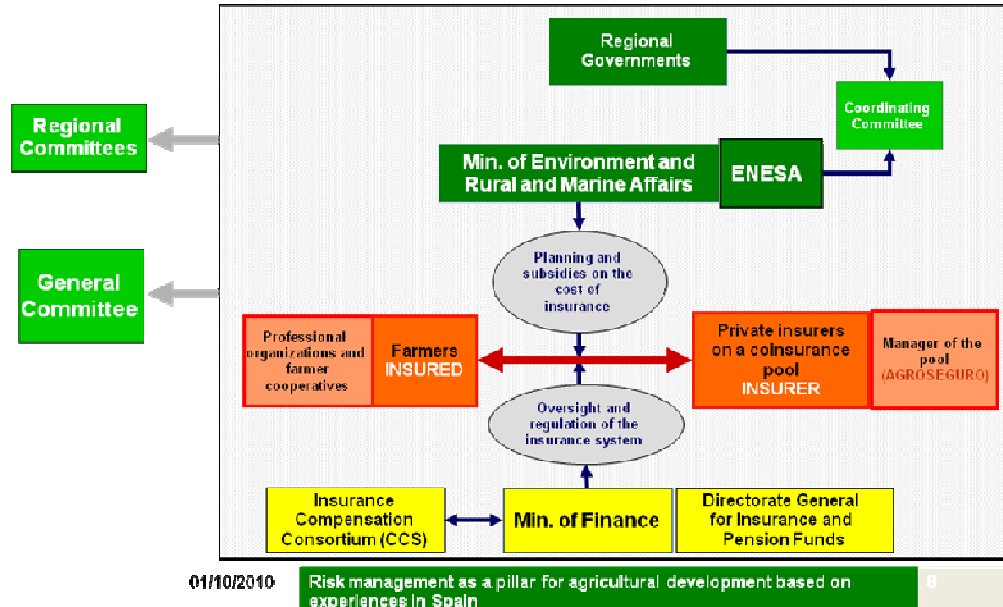 Regional
Governments
Coordinating
Committee
Regional
Committees
Min. of Environment and
Rural and Marine Affairs
ENESA
Planning and
subsidies on the
cost of
insurance
General
Committee
Professional
organizations and
farmer
cooperatives
Farmers
INSURED
Private insurers
on a coinsurance
pool
INSURER
Manager of the
pool
(AGROSEGURO)
Oversight and
regulation of the
insurance system
Insurance
Compensation
Consortium (CCS)
Min. of Finance
Directorate General
for Insurance and
Pension Funds
01/10/2010
Risk management as a pillar for agricultural development based on
experiences in Spain
8